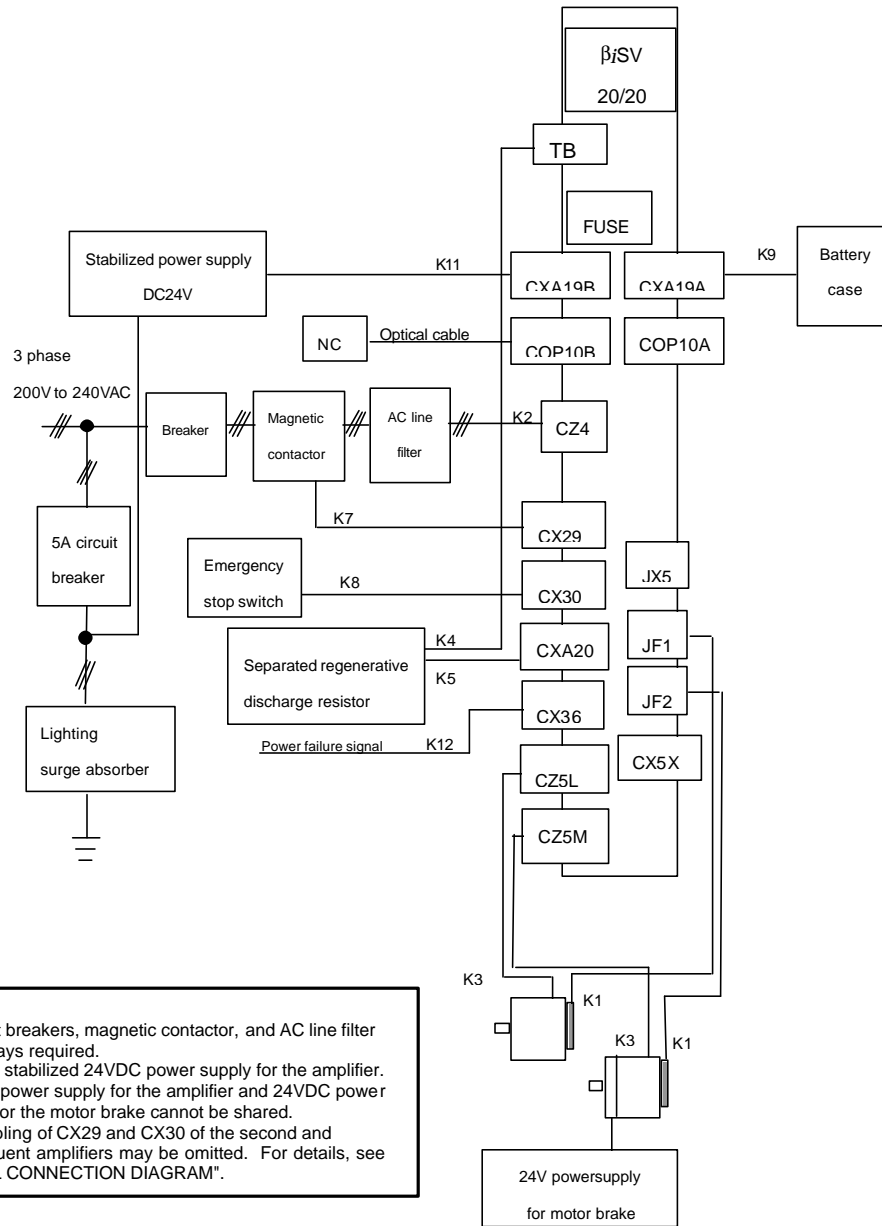 βiSV
20/20
TB
FUSE
Stabilized power supply
DC24V
K11
CXA19B
CXA19A
K9
Battery
case
NC
Optical cable
COP10B
COP10A
3 phase
200V to 240VAC
Breaker
Magnetic
contactor
AC line
filter
K2
CZ4
K7
CX29
5A circuit
breaker
Emergency
stop switch
K8
CX30
JX5
Separated regenerative
discharge resistor
K4
K5
CXA20
JF1
JF2
Power failure signal
K12
CX36
CX5X
Lighting
surge absorber
CZ5L
CZ5M
K3
K1
K3
K1
24V powersupply
for motor brake
breakers, magnetic contactor, and AC line filter
required.
stabilized 24VDC power supply for the amplifier.
power supply for the amplifier and 24VDC power
or the motor brake cannot be shared.
of CX29 and CX30 of the second and
amplifiers may be omitted. For details, see
CONNECTION DIAGRAM".